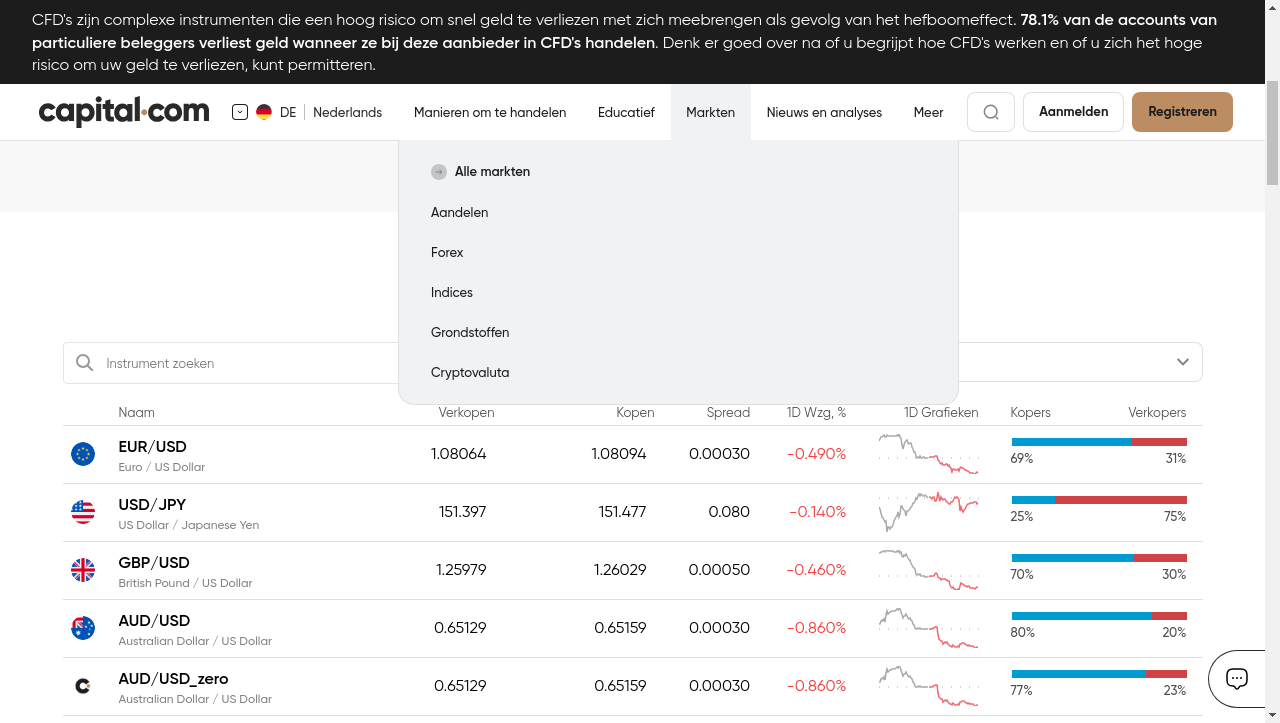 CFD's zijn complexe instrumenten die een hoog risico om snel geld te verliezen met zich meebrengen als gevolg van het hefboomeffect. 78.1% van de accounts van
particuliere beleggers verliest geld wanneer ze bij deze aanbieder in CFD's handelen. Denk er goed over na of u begrijpt hoe CFD's werken en of u zich het hoge
risico om uw geld te verliezen, kunt permitteren.
capital.com DE Nederlands Manieren om te handelen Educatief Markten Nieuws en analyses Meer Aanmelden Registreren
Alle markten
Aandelen
Forex
Indices
Grondstoffen
Cryptovaluta
Instrument zoeken
Naam Verkopen Kopen Spread 1D Wzg, % 1D Grafieken Kopers Verkopers
EUR/USD 1.08064 1.08094 0.00030 -0.490%
Euro / US Dollar 69% 31%
USD/JPY 151.397 151.477 0.080 -0.140%
US Dollar / Japanese Yen 25% 75%
GBP/USD 1.25979 1.26029 0.00050 -0.460%
British Pound / US Dollar 70% 30%
AUD/USD 0.65129 0.65159 0.00030 -0.860%
Australian Dollar / US Dollar 80% 20%
AUD/USD_zero 0.65129 0.65159 0.00030 -0.860%
Australian Dollar / US Dollar 77% 23%